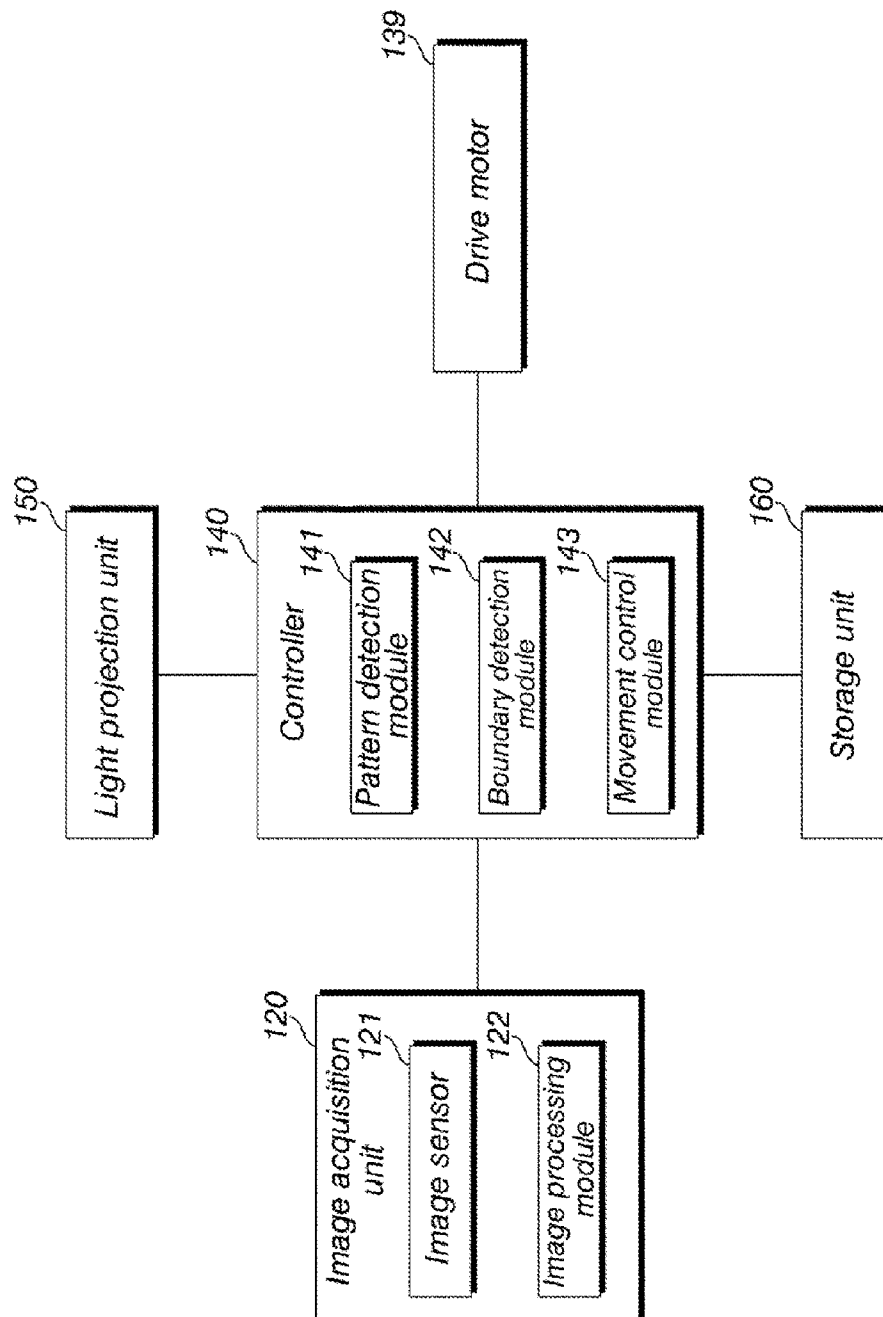 150
Light projection unit
120
Image acquisition
unit
121
Image sensor
122
Image processing
module
140
Controller
141
Pattern detection
module
142
Boundary detection
module
143
Movement control
module
139
Drive motor
160
Storage unit